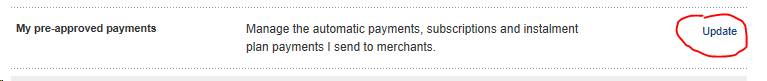 My pre-approved payments
Manage the automatic payments, subscriptions and instalment
plan payments I send to merchants.
Update